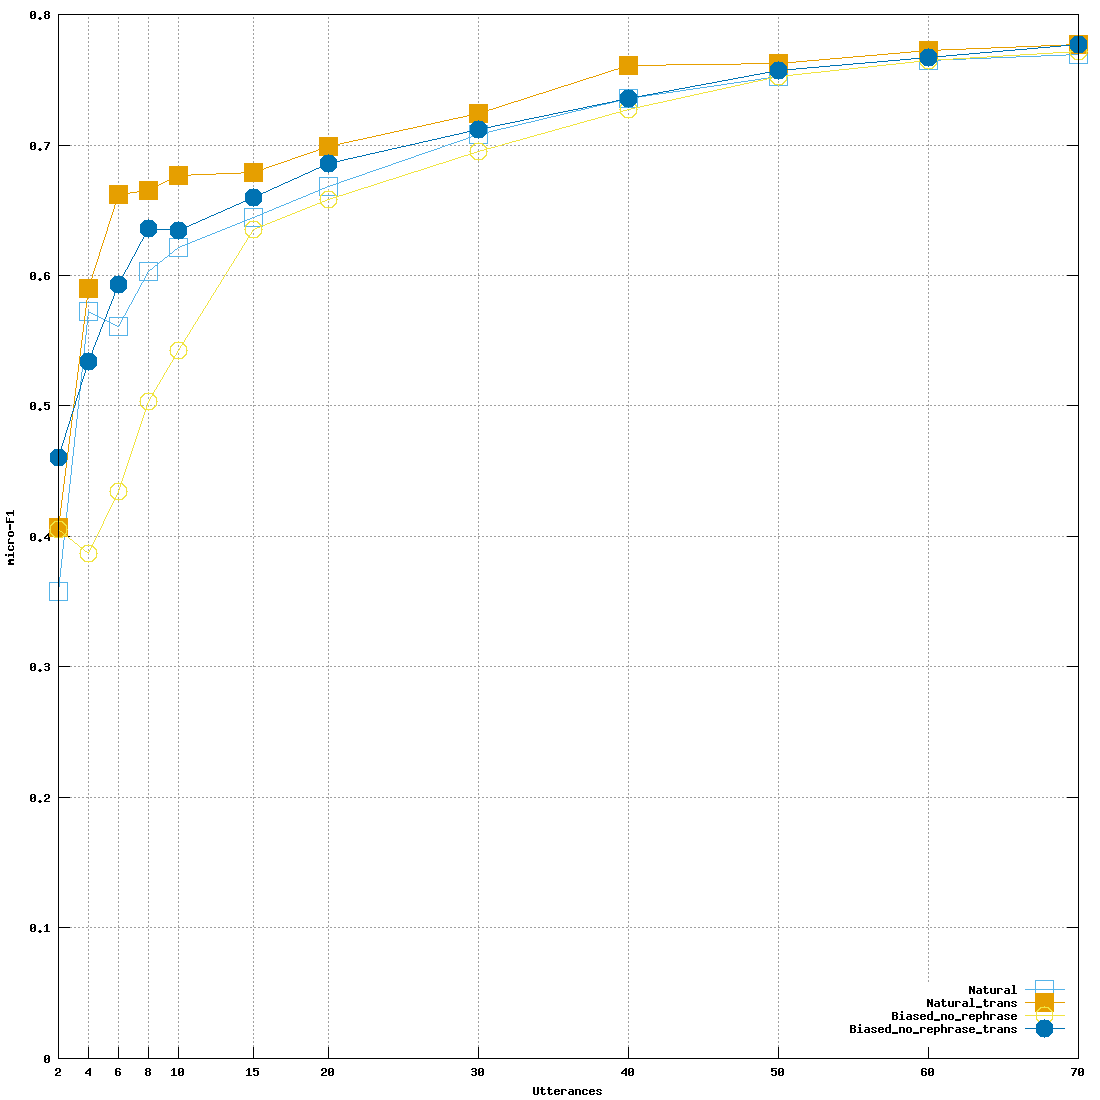 0.8
0.7
0.6
0.5
0.4
0.3
0.2
0.1
0
micro-F1
2 4 6 8 10 15 20 30 40 50 60 70
Utterances
Natural
Natural_trans
Biased_no_rephrase
Biased_no_rephrase_trans